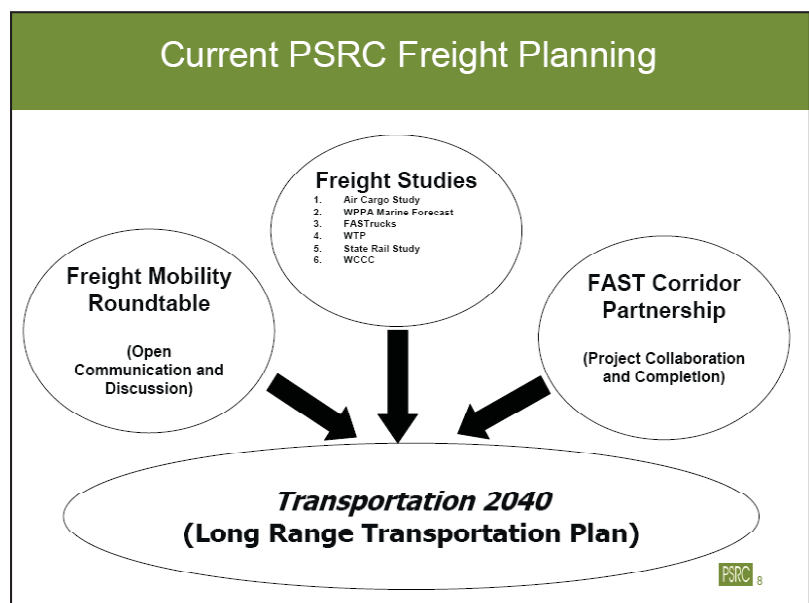 Current PSRC Freight Planning
Freight Studies
1. Air Cargo Study
2. WPPA Marine Forecast
3. FASTrucks
4. WTP
5. State Rail Study
6. WCCC
Freight Mobility
Roundtable
(Open
Communication and
Discussion)
FAST Corridor
Partnership
(Project Collaboration
and Completion)
Transportation 2040
(Long Range Transportation Plan)
PSRC 8